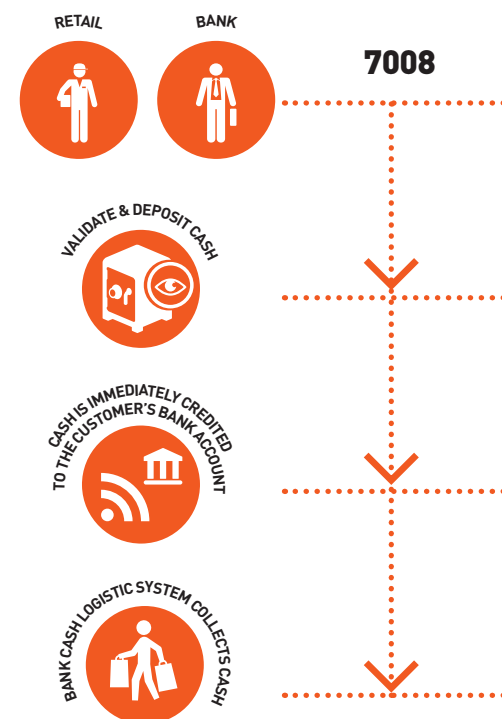 RETAIL
BANK
7008
VALIDATE & DEPOSIT CASH
CASH IS IMMEDIATELY CREDITED
TO THE CUSTOMER'S BANK ACCOUNT
BANK CASH LOGISTIC SYSTEM COLLECTS CASH